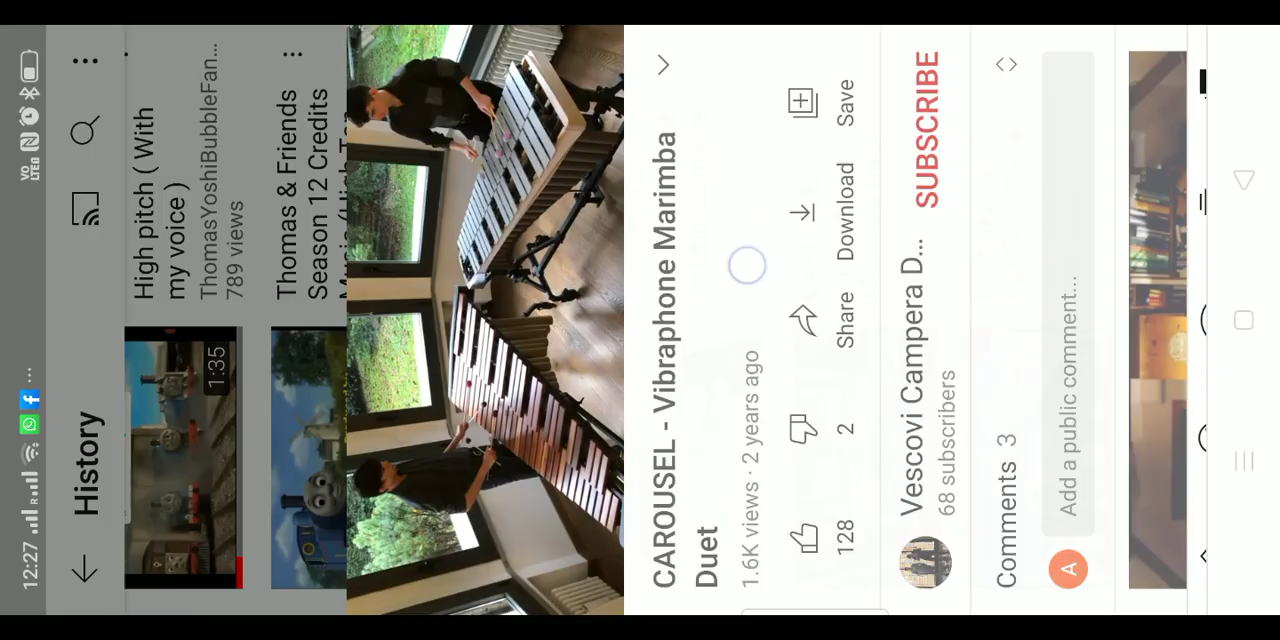 12:27
R
...
VO
LTE
History
High pitch ( With
my voice )
ThomasYoshiBubbleFan...
789 views
1:35
Thomas & Friends
Season 12 Credits
CAROUSEL - Vibraphone Marimba
Duet
1.6K views · 2 years ago
128
2
Share
Download
Save
Vescovi Campera D...
68 subscribers
SUBSCRIBE
Comments 3
A
Add a public comment...